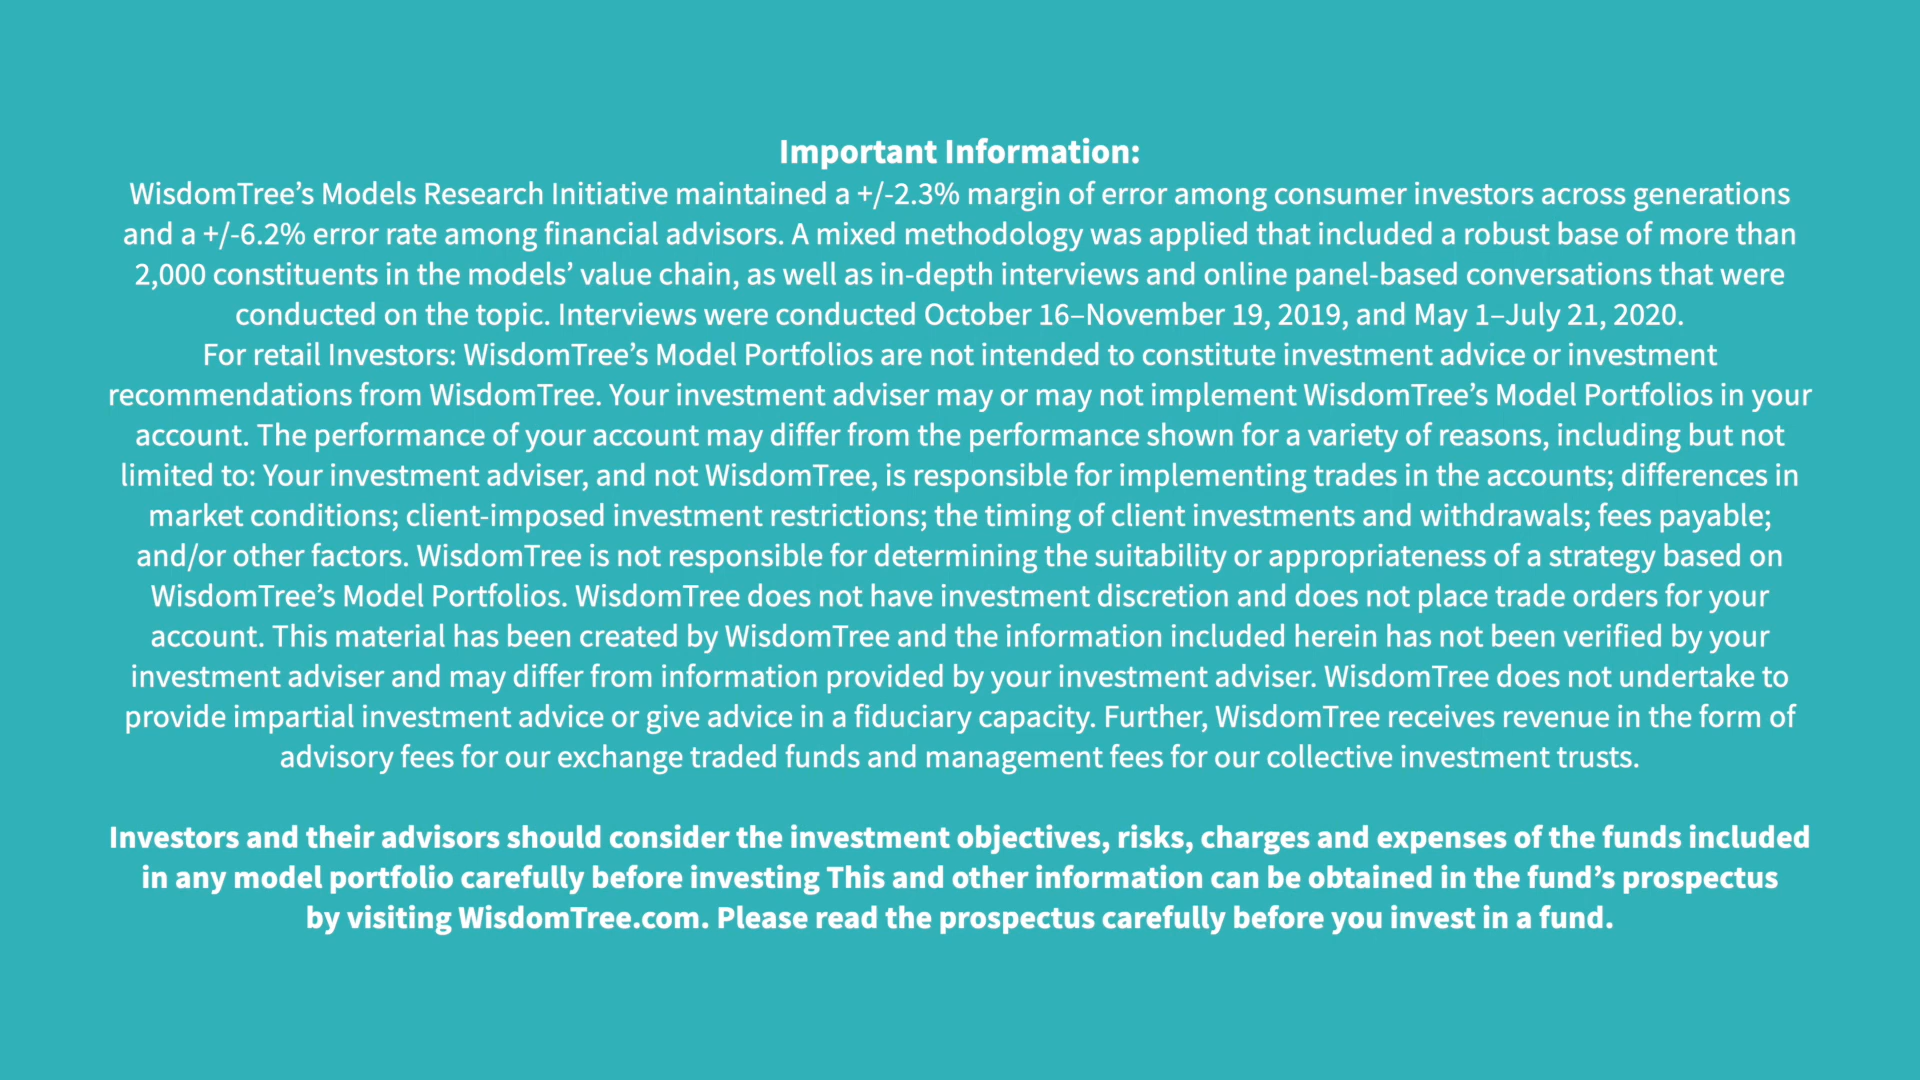 Important Information:
WisdomTree’s Models Research Initiative maintained a +/-2.3% margin of error among consumer investors across generations
and a +/-6.2% error rate among financial advisors. A mixed methodology was applied that included a robust base of more than
2,000 constituents in the models’ value chain, as well as in-depth interviews and online panel-based conversations that were
conducted on the topic. Interviews were conducted October 16–November 19, 2019, and May 1–July 21, 2020.
For retail Investors: WisdomTree’s Model Portfolios are not intended to constitute investment advice or investment
recommendations from WisdomTree. Your investment adviser may or may not implement WisdomTree’s Model Portfolios in your
account. The performance of your account may differ from the performance shown for a variety of reasons, including but not
limited to: Your investment adviser, and not WisdomTree, is responsible for implementing trades in the accounts; differences in
market conditions; client-imposed investment restrictions; the timing of client investments and withdrawals; fees payable;
and/or other factors. WisdomTree is not responsible for determining the suitability or appropriateness of a strategy based on
WisdomTree’s Model Portfolios. WisdomTree does not have investment discretion and does not place trade orders for your
account. This material has been created by WisdomTree and the information included herein has not been verified by your
investment adviser and may differ from information provided by your investment adviser. WisdomTree does not undertake to
provide impartial investment advice or give advice in a fiduciary capacity. Further, WisdomTree receives revenue in the form of
advisory fees for our exchange traded funds and management fees for our collective investment trusts.
Investors and their advisors should consider the investment objectives, risks, charges and expenses of the funds included
in any model portfolio carefully before investing This and other information can be obtained in the fund’s prospectus
by visiting WisdomTree.com. Please read the prospectus carefully before you invest in a fund.